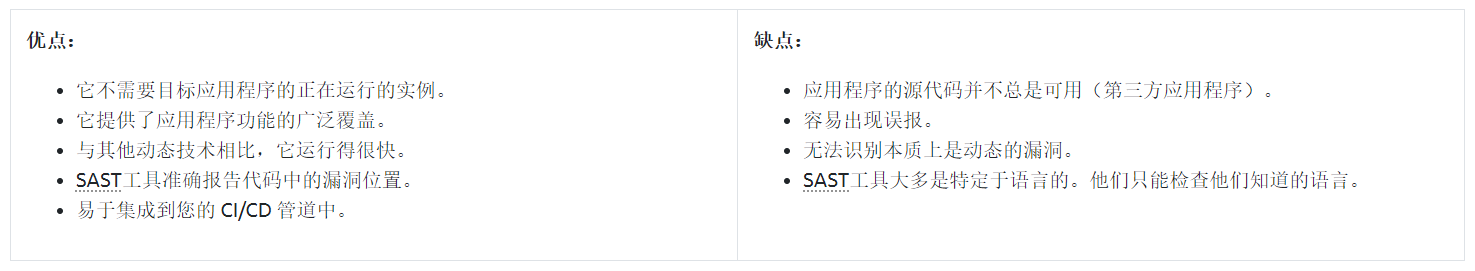 优点：
它不需要目标应用程序的正在运行的实例。
它提供了应用程序功能的广泛覆盖。
与其他动态技术相比，它运行得很快。
SAST工具准确报告代码中的漏洞位置。
易于集成到您的 CI/CD 管道中。
缺点：
应用程序的源代码并不总是可用（第三方应用程序）。
容易出现误报。
无法识别本质上是动态的漏洞。
SAST工具大多是特定于语言的。他们只能检查他们知道的语言。